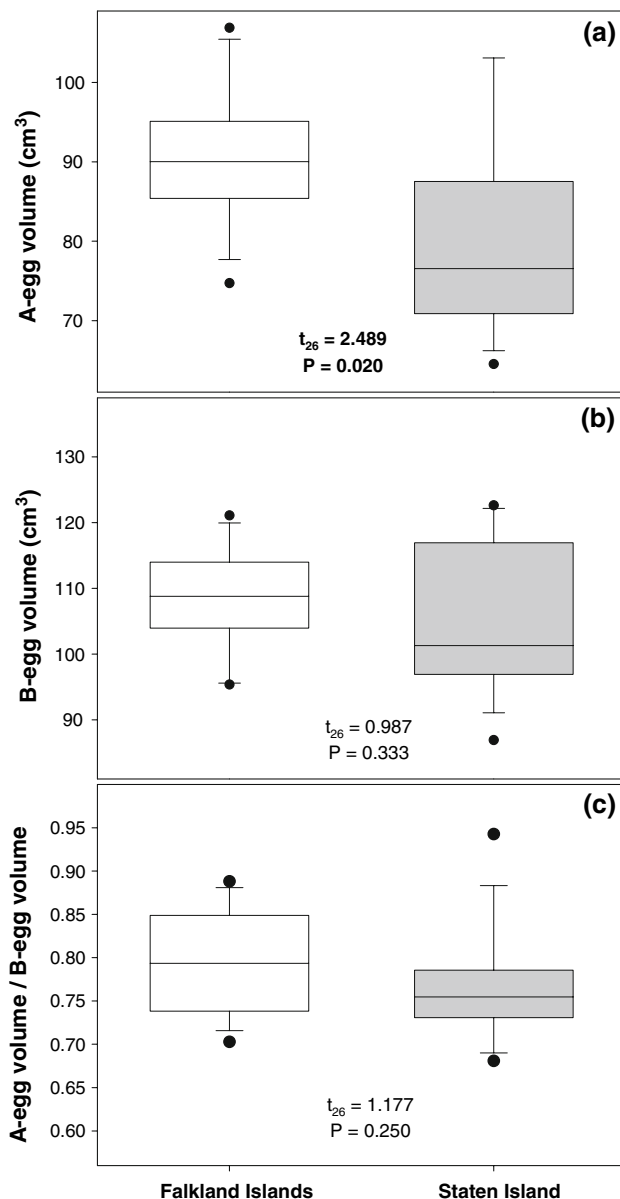 (a)
A-egg volume (cm³)
100
90
80
70
t₂₆ = 2.489
P = 0.020
(b)
B-egg volume (cm³)
130
120
110
100
90
t₂₆ = 0.987
P = 0.333
(c)
A-egg volume / B-egg volume
0.95
0.90
0.85
0.80
0.75
0.70
0.65
0.60
t₂₆ = 1.177
P = 0.250
Falkland Islands
Staten Island